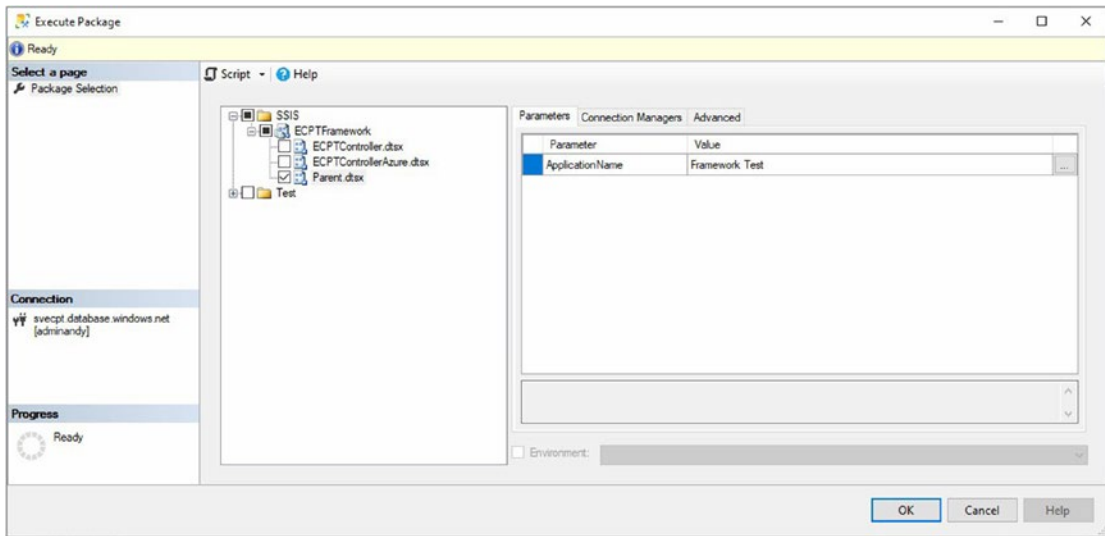 Execute Package
Ready
Select a page
Package Selection
Script
Help
SSIS
ECPTFramework
ECPTController.dtsx
ECPTControllerAzure.dtsx
Parent.dtsx
Test
Parameters Connection Managers Advanced
Parameter Value
ApplicationName Framework Test ...
Environment:
Connection
svecpt.database.windows.net
[adminandy]
Progress
Ready
OK Cancel Help